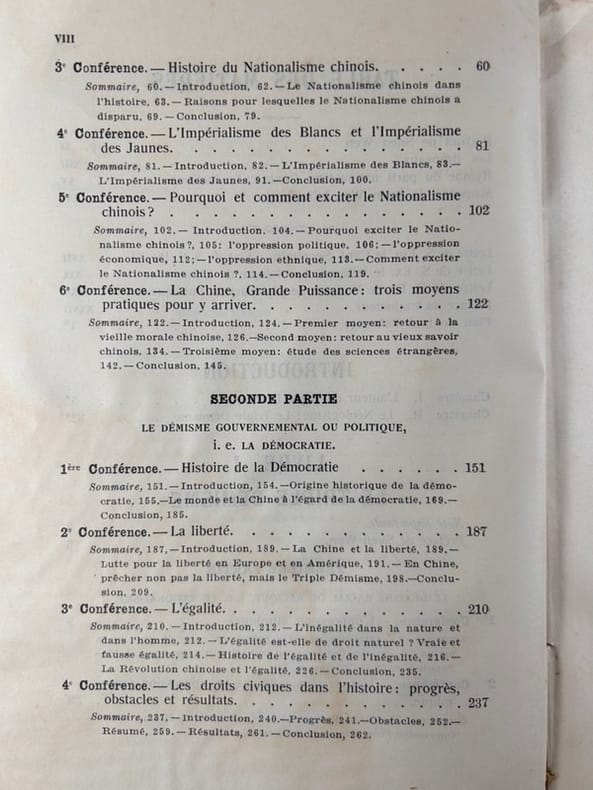 VIII
3e Conférence. — Histoire du Nationalisme chinois. . . . . 60
Sommaire, 60. — Introduction, 62. — Le Nationalisme chinois dans
l'histoire, 63. — Raisons pour lesquelles le Nationalisme chinois a
disparu, 69. — Conclusion, 79.
4e Conférence. — L'Impérialisme des Blancs et l'Impérialisme
des Jaunes. . . . . . . . . . . . . . . . 81
Sommaire, 81. — Introduction, 82. — L'Impérialisme des Blancs, 83.—
L'Impérialisme des Jaunes, 91. —Conclusion, 100.
5e Conférence. — Pourquoi et comment exciter le Nationalisme
chinois ? . . . . . . . . . . . . . . . . 102
Sommaire, 102. — Introduction. 104. — Pourquoi exciter le Natio-
nalisme chinois ?, 105: l'oppression politique, 106; — l'oppression
économique, 112; — l'oppression ethnique, 113. — Comment exciter
le Nationalisme chinois ?, 114. — Conclusion, 119.
6e Conférence. — La Chine, Grande Puissance: trois moyens
pratiques pour y arriver. . . . . . . . . . . 122
Sommaire, 122. — Introduction, 124. — Premier moyen: retour à la
vieille morale chinoise, 126.—Second moyen: retour au vieux savoir
chinois, 134. — Troisième moyen: étude des sciences étrangères,
142. — Conclusion, 145.
SECONDE PARTIE
LE DÉMISME GOUVERNEMENTAL OU POLITIQUE,
i. e. LA DÉMOCRATIE.
1ère Conférence. — Histoire de la Démocratie . . . . . . 151
Sommaire, 151. — Introduction, 154. —Origine historique de la démo-
cratie, 155.—Le monde et la Chine à l'égard de la démocratie, 169.—
Conclusion, 185.
2e Conférence. — La liberté. . . . . . . . . . . . 187
Sommaire, 187, — Introduction, 189. — La Chine et la liberté, 189. —
Lutte pour la liberté en Europe et en Amérique, 191. — En Chine,
prêcher non pas la liberté, mais le Triple Démisme, 198.—Conclu-
sion, 209.
3e Conférence. — L'égalité. . . . . . . . . . . . 210
Sommaire, 210. — Introduction, 212. — L'inégalité dans la nature et
dans l'homme, 212. — L'égalité est-elle de droit naturel ? Vraie et
fausse égalité, 214. — Histoire de l'égalité et de l'inégalité, 216. —
La Révolution chinoise et l'égalité, 226. — Conclusion, 235.
4e Conférence. — Les droits civiques dans l'histoire: progrès,
obstacles et résultats. . . . . . . . . . . . 237
Sommaire, 237, — Introduction, 240.—Progrès, 241.—Obstacles, 252.—
Résumé, 259. — Résultats, 261. — Conclusion, 262.